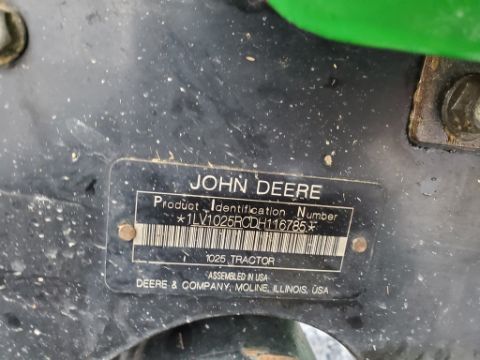 JOHN DEERE
Product Identification Number
*1LV1025RCDH116785*
1025 TRACTOR
ASSEMBLED IN USA
DEERE & COMPANY, MOLINE, ILLINOIS, USA